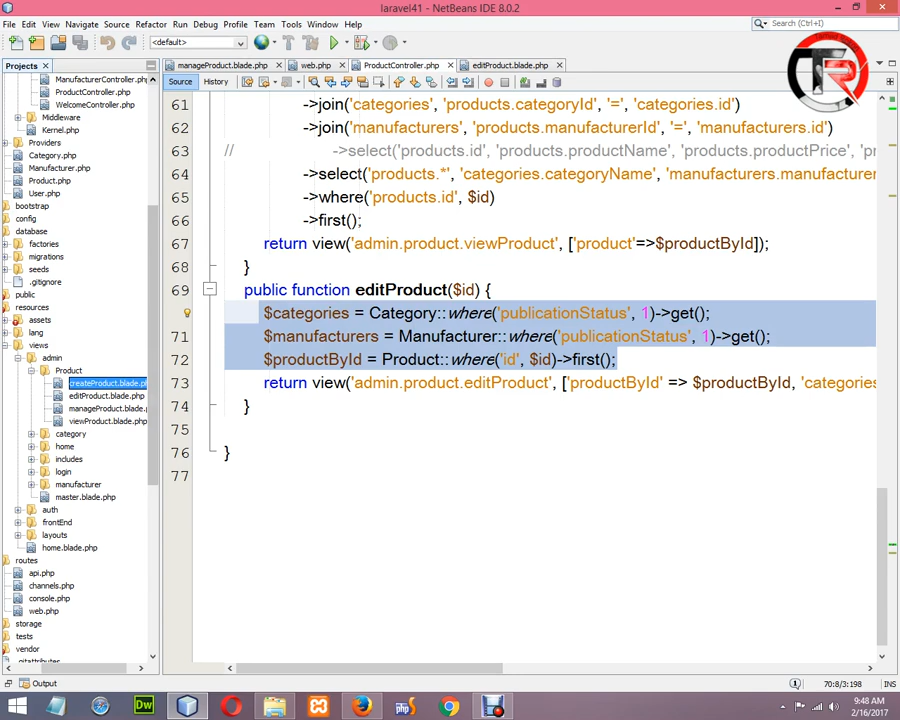 laravel41 - NetBeans IDE 8.0.2
File Edit View Navigate Source Refactor Run Debug Profile Team Tools Window Help
Search (Ctrl+I)
<default>
Projects
manageProduct.blade.php
web.php
ProductController.php
editProduct.blade.php
Source History
ManufacturerController.php
ProductController.php
WelcomeController.php
Middleware
Kernel.php
Providers
Category.php
Manufacturer.php
Product.php
User.php
bootstrap
config
database
factories
migrations
seeds
.gitignore
public
resources
assets
lang
views
admin
Product
createProduct.blade.ph
editProduct.blade.php
manageProduct.blade.
viewProduct.blade.php
category
home
includes
login
manufacturer
master.blade.php
auth
frontEnd
layouts
home.blade.php
routes
api.php
channels.php
console.php
web.php
storage
tests
vendor
.gitattributes
61 ->join('categories', 'products.categoryId', '=', 'categories.id')
62 ->join('manufacturers', 'products.manufacturerId', '=', 'manufacturers.id')
63 // ->select('products.id', 'products.productName', 'products.productPrice', 'pr
64 ->select('products.*', 'categories.categoryName', 'manufacturers.manufacturer
65 ->where('products.id', $id)
66 ->first();
67 return view('admin.product.viewProduct', ['product'=>$productById]);
68 }
69 public function editProduct($id) {
$categories = Category::where('publicationStatus', 1)->get();
71 $manufacturers = Manufacturer::where('publicationStatus', 1)->get();
72 $productById = Product::where('id', $id)->first();
73 return view('admin.product.editProduct', ['productById' => $productById, 'categories
74 }
75
76 }
77
Output
70:8/3:198 INS
9:48 AM
2/16/2017